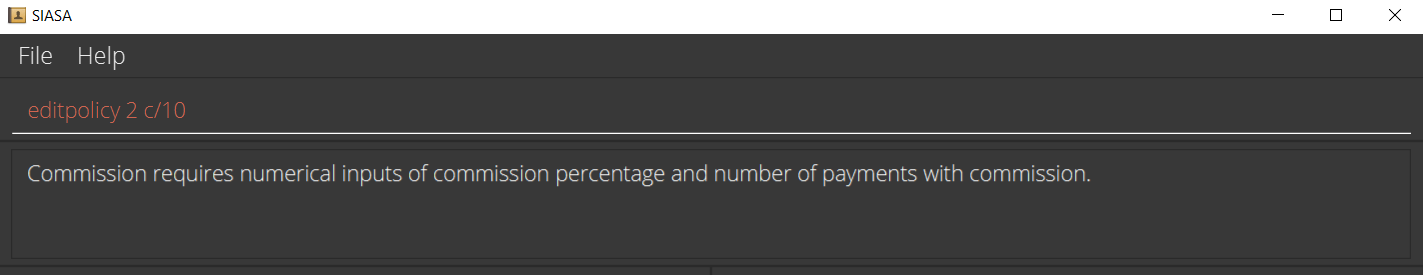 SIASA
File Help
editpolicy 2 c/10
Commission requires numerical inputs of commission percentage and number of payments with commission.